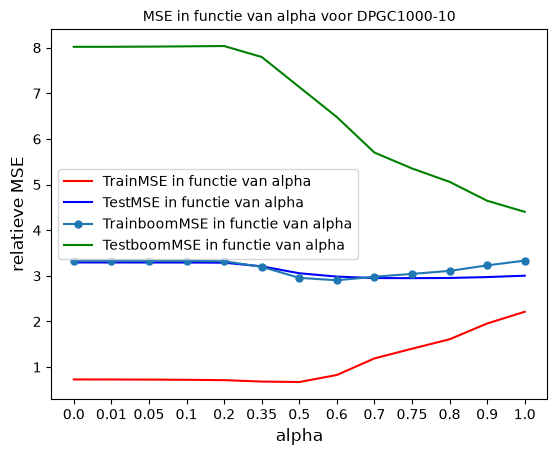 MSE in functie van alpha voor DPGC1000-10
relatieve MSE
8
7
6
5
4
3
2
1
TrainMSE in functie van alpha
TestMSE in functie van alpha
TrainboomMSE in functie van alpha
TestboomMSE in functie van alpha
0.0 0.01 0.05 0.1 0.2 0.35 0.5 0.6 0.7 0.75 0.8 0.9 1.0
alpha